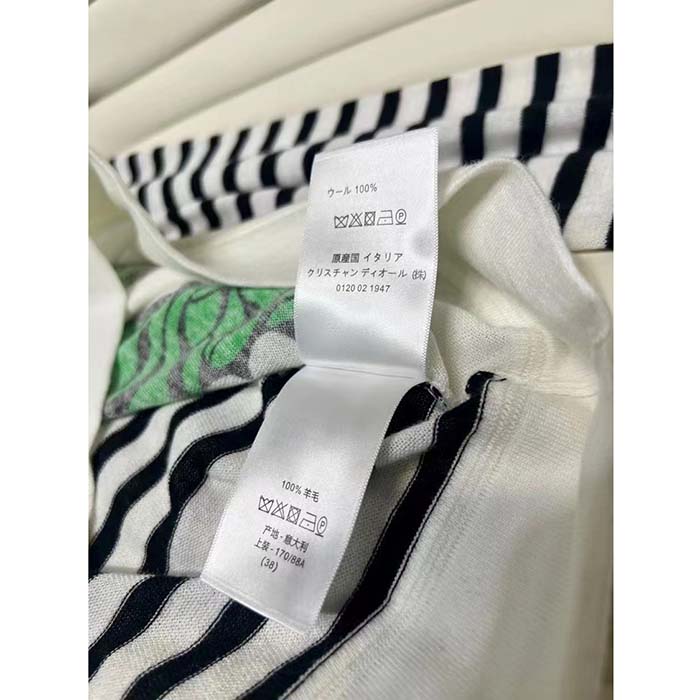 ウール 100%
原産国 イタリア
クリスチャン ディオール (株)
0120 02 1947
100% 羊毛
产地 - 意大利
上装 - 170/88A
(38)